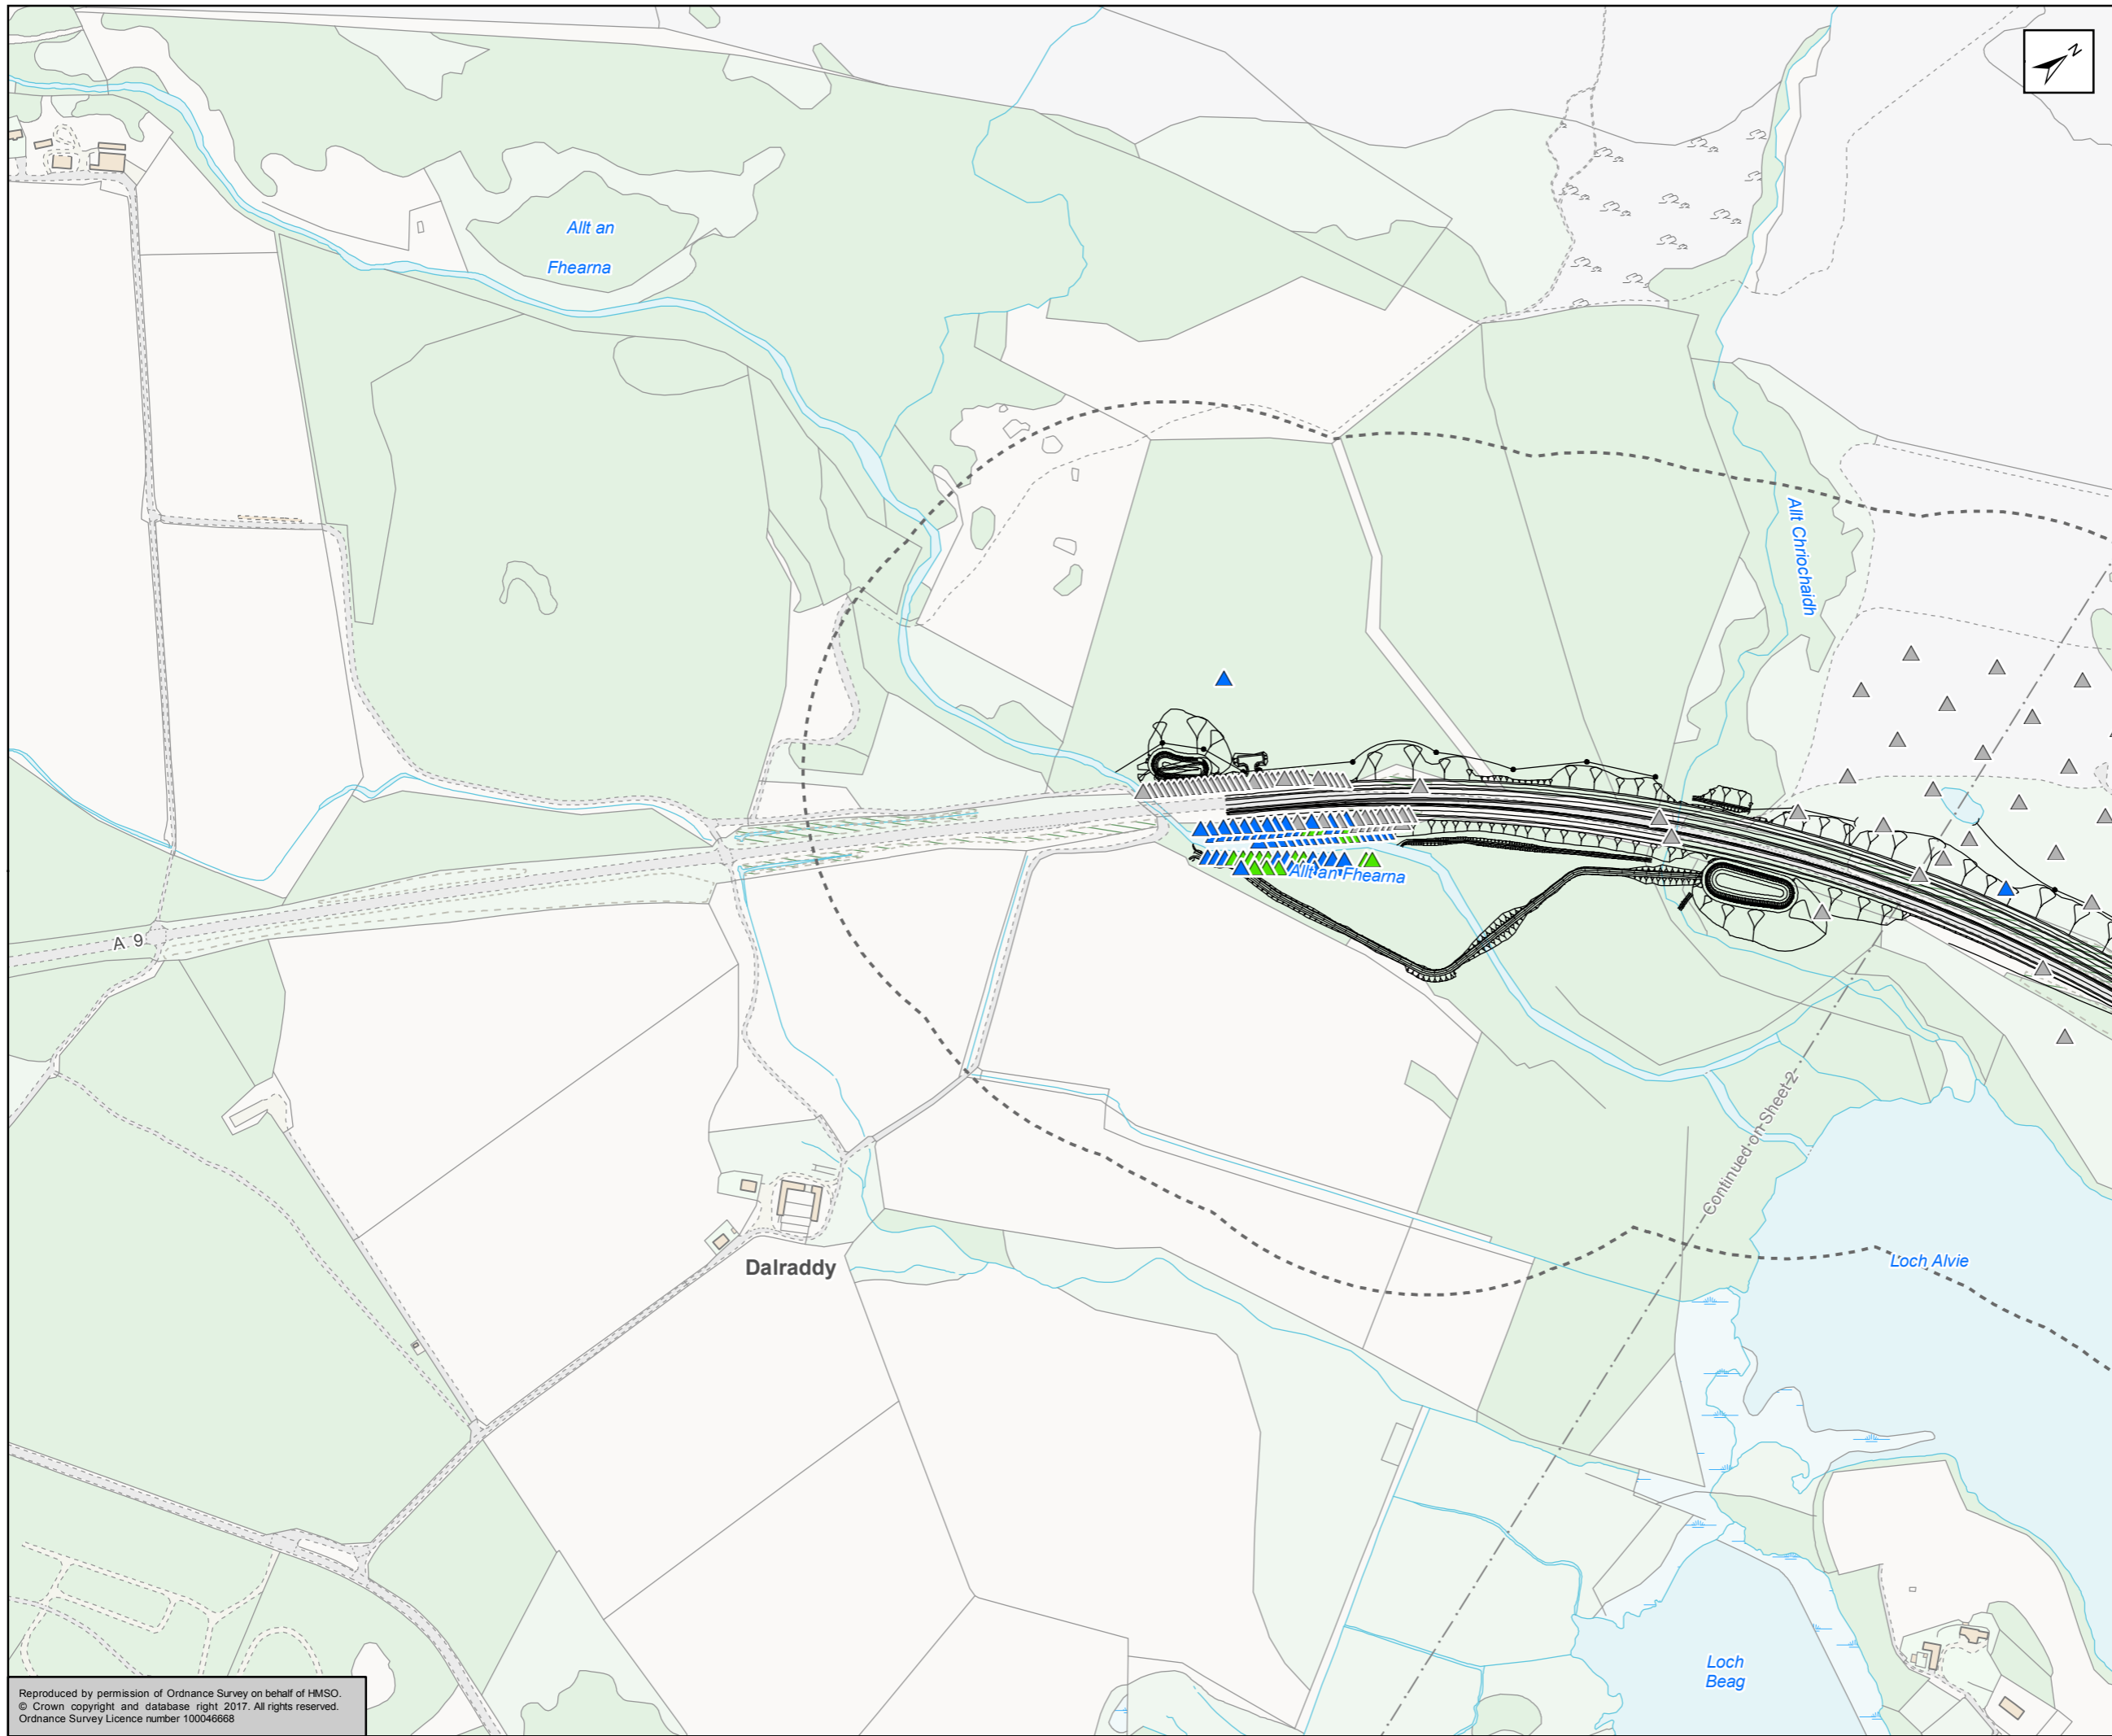 N
Allt an
Fhearna
Allt Chriochaidh
Allt an Fhearna
A 9
Continued on Sheet 2
Dalraddy
Loch Alvie
Loch
Beag
Reproduced by permission of Ordnance Survey on behalf of HMSO.
© Crown copyright and database right 2017. All rights reserved.
Ordnance Survey Licence number 100046668